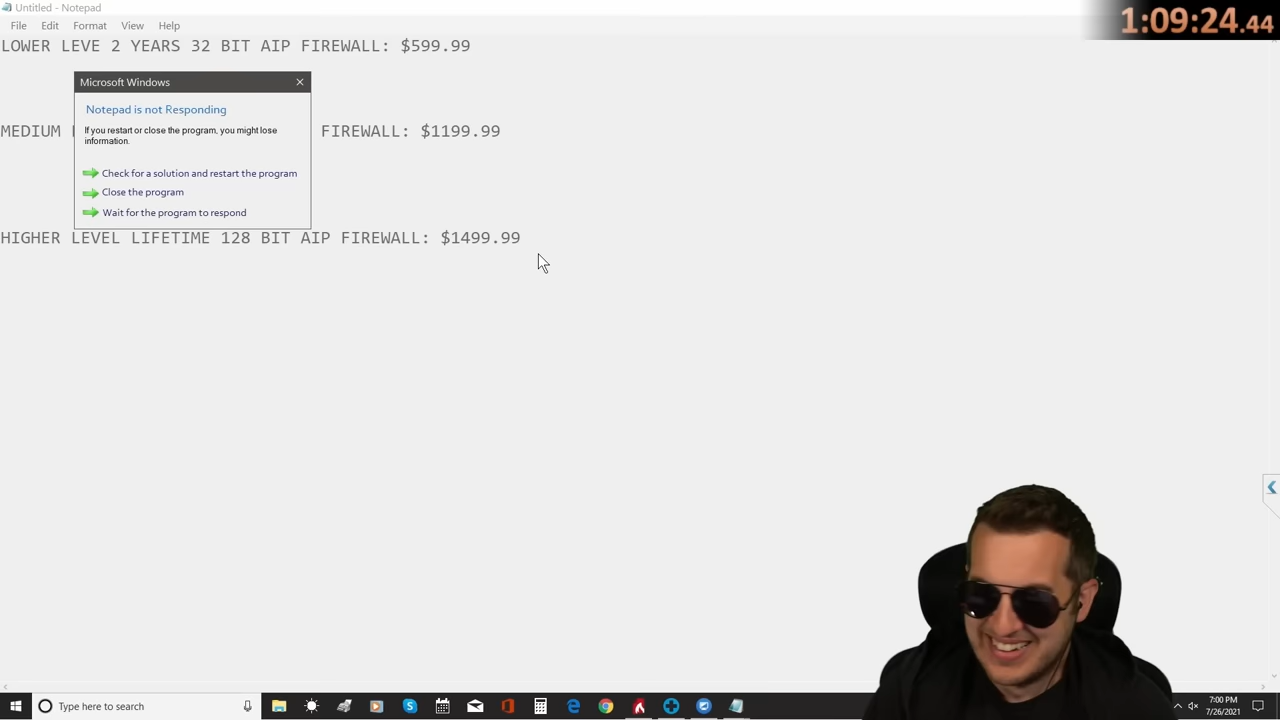 Untitled - Notepad
1:09:24.44
File Edit Format View Help
LOWER LEVE 2 YEARS 32 BIT AIP FIREWALL: $599.99
Microsoft Windows
Notepad is not Responding
If you restart or close the program, you might lose
information.
MEDIUM FIREWALL: $1199.99
Check for a solution and restart the program
Close the program
Wait for the program to respond
HIGHER LEVEL LIFETIME 128 BIT AIP FIREWALL: $1499.99
Type here to search
7:00 PM
7/26/2021